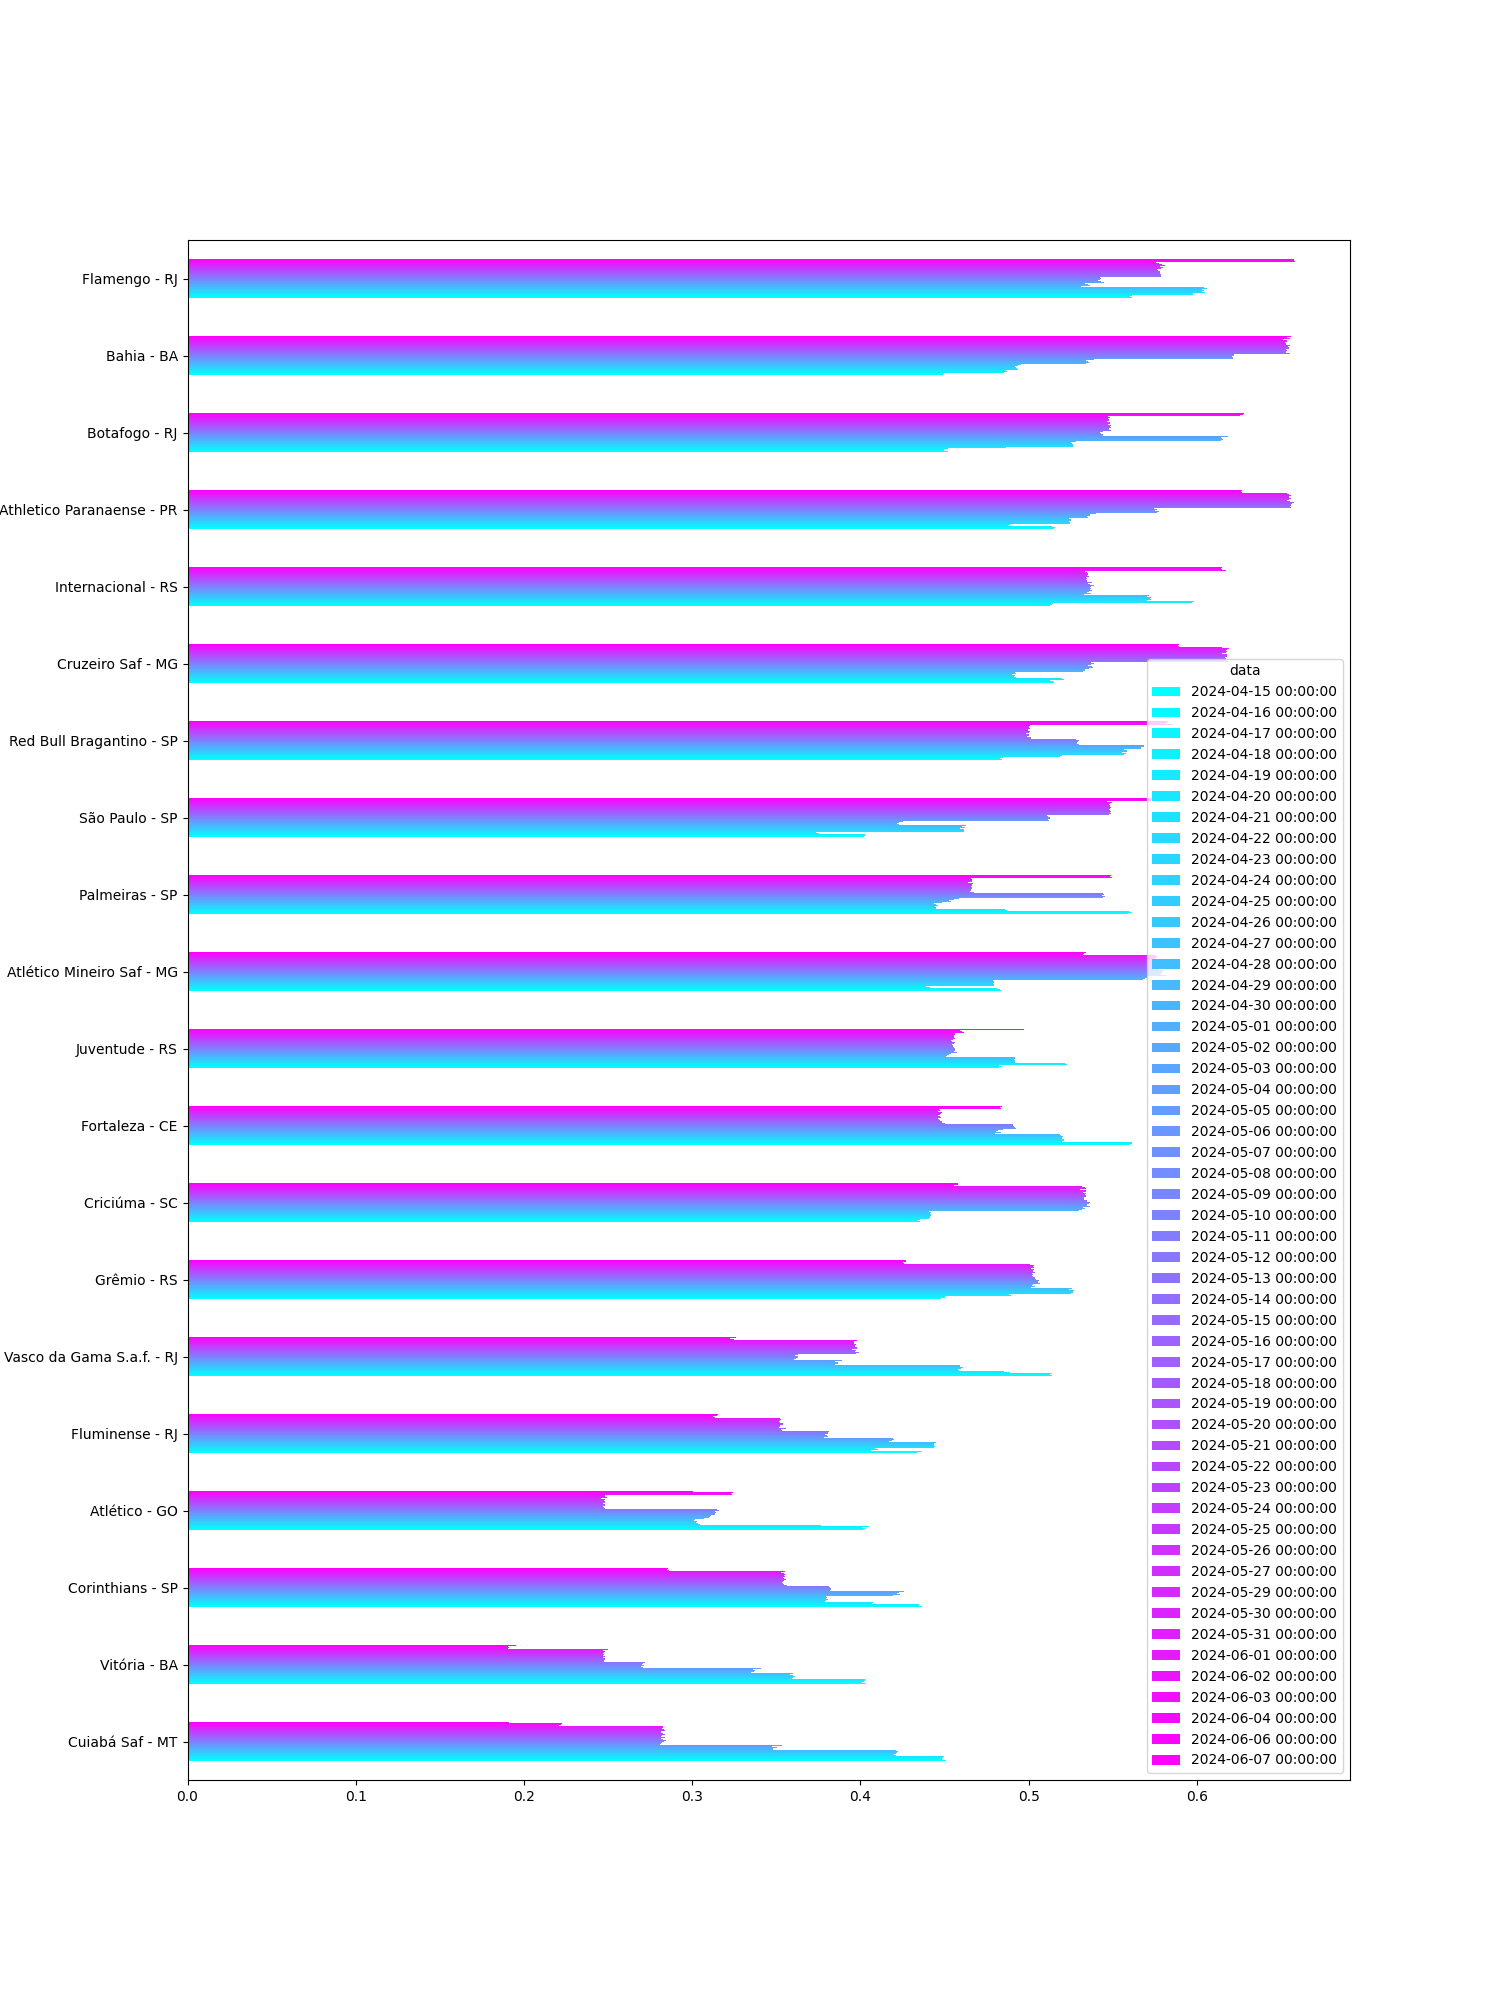 Flamengo - RJ
Bahia - BA
Botafogo - RJ
Athletico Paranaense - PR
Internacional - RS
Cruzeiro Saf - MG
Red Bull Bragantino - SP
São Paulo - SP
Palmeiras - SP
Atlético Mineiro Saf - MG
Juventude - RS
Fortaleza - CE
Criciúma - SC
Grêmio - RS
Vasco da Gama S.a.f. - RJ
Fluminense - RJ
Atlético - GO
Corinthians - SP
Vitória - BA
Cuiabá Saf - MT
0.0 0.1 0.2 0.3 0.4 0.5 0.6
data
2024-04-15 00:00:00
2024-04-16 00:00:00
2024-04-17 00:00:00
2024-04-18 00:00:00
2024-04-19 00:00:00
2024-04-20 00:00:00
2024-04-21 00:00:00
2024-04-22 00:00:00
2024-04-23 00:00:00
2024-04-24 00:00:00
2024-04-25 00:00:00
2024-04-26 00:00:00
2024-04-27 00:00:00
2024-04-28 00:00:00
2024-04-29 00:00:00
2024-04-30 00:00:00
2024-05-01 00:00:00
2024-05-02 00:00:00
2024-05-03 00:00:00
2024-05-04 00:00:00
2024-05-05 00:00:00
2024-05-06 00:00:00
2024-05-07 00:00:00
2024-05-08 00:00:00
2024-05-09 00:00:00
2024-05-10 00:00:00
2024-05-11 00:00:00
2024-05-12 00:00:00
2024-05-13 00:00:00
2024-05-14 00:00:00
2024-05-15 00:00:00
2024-05-16 00:00:00
2024-05-17 00:00:00
2024-05-18 00:00:00
2024-05-19 00:00:00
2024-05-20 00:00:00
2024-05-21 00:00:00
2024-05-22 00:00:00
2024-05-23 00:00:00
2024-05-24 00:00:00
2024-05-25 00:00:00
2024-05-26 00:00:00
2024-05-27 00:00:00
2024-05-29 00:00:00
2024-05-30 00:00:00
2024-05-31 00:00:00
2024-06-01 00:00:00
2024-06-02 00:00:00
2024-06-03 00:00:00
2024-06-04 00:00:00
2024-06-06 00:00:00
2024-06-07 00:00:00